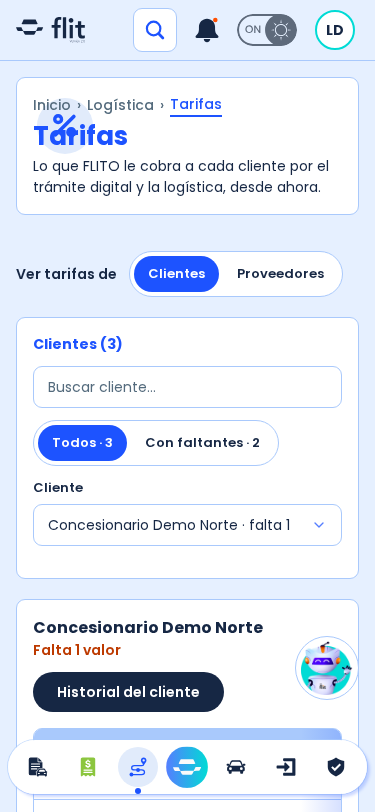 flit
ON
LD
Inicio › Logística › Tarifas
Tarifas
Lo que FLITO le cobra a cada cliente por el
trámite digital y la logística, desde ahora.
Ver tarifas de
Clientes
Proveedores
Clientes (3)
Buscar cliente...
Todos · 3
Con faltantes · 2
Cliente
Concesionario Demo Norte · falta 1
Concesionario Demo Norte
Falta 1 valor
Historial del cliente